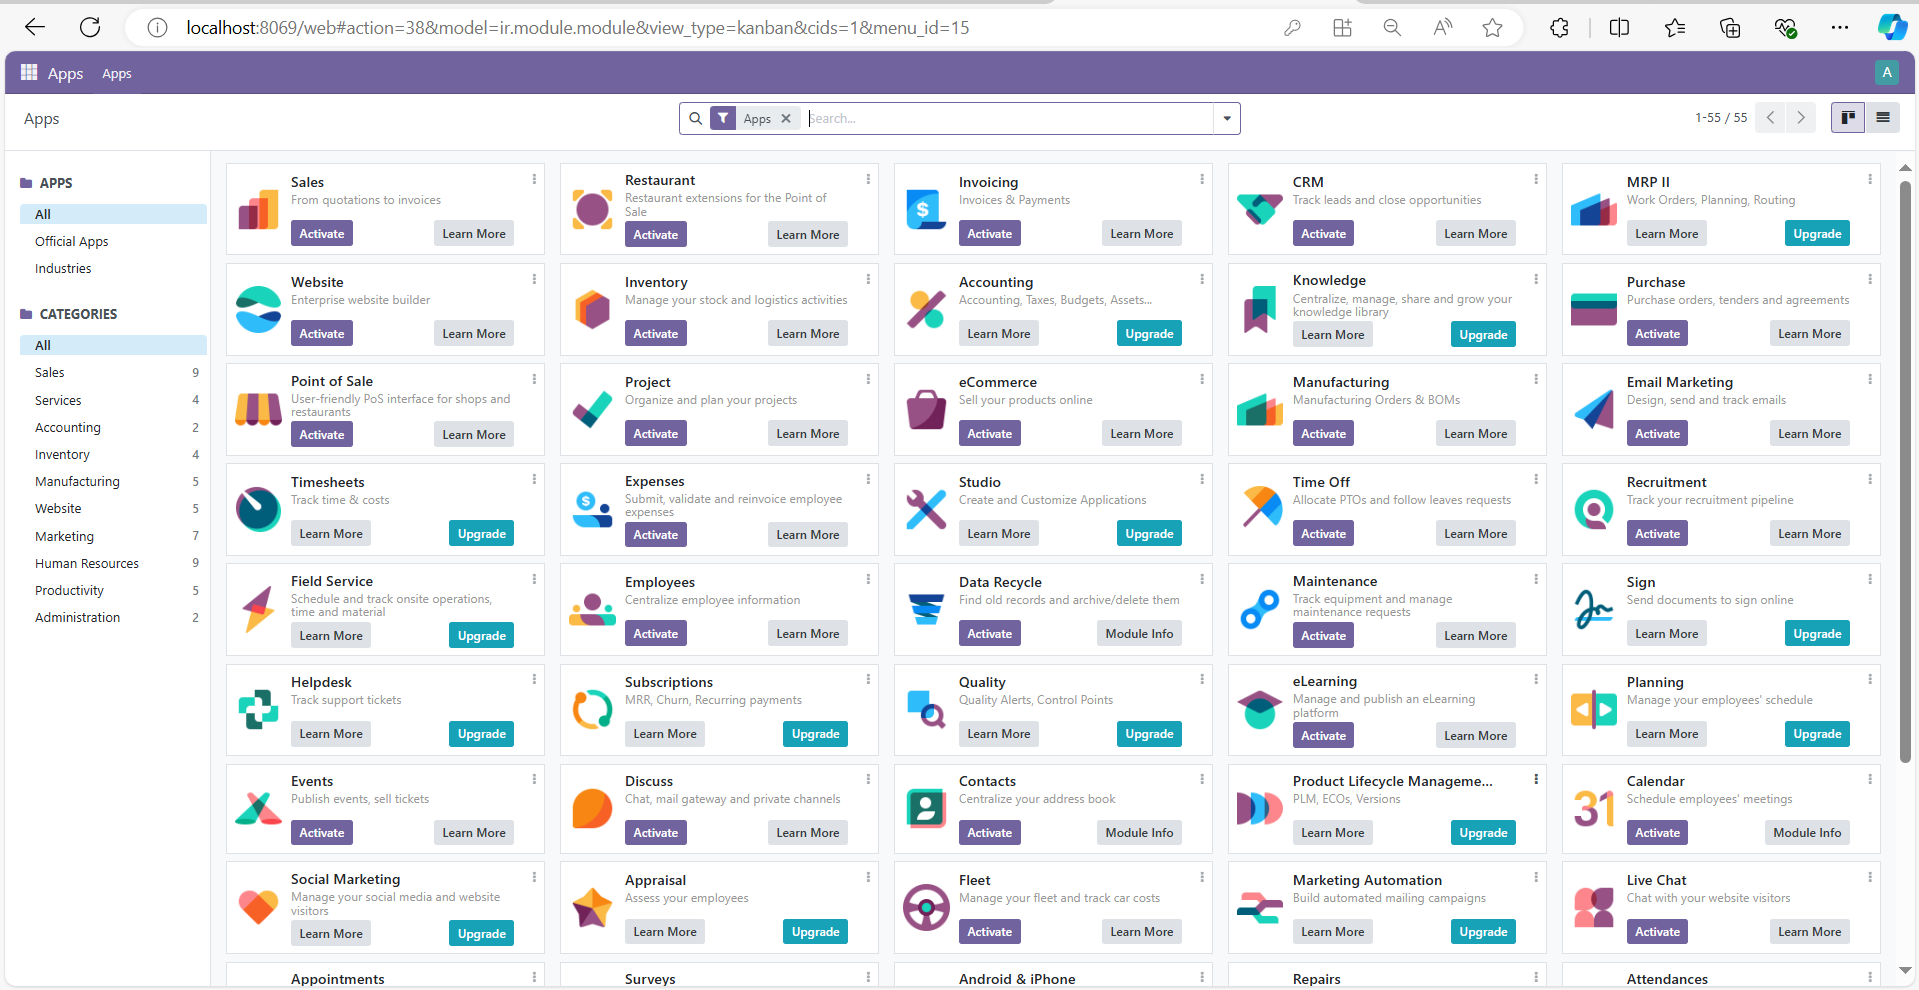 localhost:8069/web#action=38&model=ir.module.module&view_type=kanban&cids=1&menu_id=15
Apps Apps A
Apps
Apps
Search...
1-55 / 55
APPS
All
Official Apps
Industries
CATEGORIES
All
Sales 9
Services 4
Accounting 2
Inventory 4
Manufacturing 5
Website 5
Marketing 7
Human Resources 9
Productivity 5
Administration 2
Sales
From quotations to invoices
Activate Learn More
Restaurant
Restaurant extensions for the Point of
Sale
Activate Learn More
Invoicing
Invoices & Payments
Activate Learn More
CRM
Track leads and close opportunities
Activate Learn More
MRP II
Work Orders, Planning, Routing
Learn More Upgrade
Website
Enterprise website builder
Activate Learn More
Inventory
Manage your stock and logistics activities
Activate Learn More
Accounting
Accounting, Taxes, Budgets, Assets...
Learn More Upgrade
Knowledge
Centralize, manage, share and grow your
knowledge library
Learn More Upgrade
Purchase
Purchase orders, tenders and agreements
Activate Learn More
Point of Sale
User-friendly PoS interface for shops and
restaurants
Activate Learn More
Project
Organize and plan your projects
Activate Learn More
eCommerce
Sell your products online
Activate Learn More
Manufacturing
Manufacturing Orders & BOMs
Activate Learn More
Email Marketing
Design, send and track emails
Activate Learn More
Timesheets
Track time & costs
Learn More Upgrade
Expenses
Submit, validate and reinvoice employee
expenses
Activate Learn More
Studio
Create and Customize Applications
Learn More Upgrade
Time Off
Allocate PTOs and follow leaves requests
Activate Learn More
Recruitment
Track your recruitment pipeline
Activate Learn More
Field Service
Schedule and track onsite operations,
time and material
Learn More Upgrade
Employees
Centralize employee information
Activate Learn More
Data Recycle
Find old records and archive/delete them
Activate Module Info
Maintenance
Track equipment and manage
maintenance requests
Activate Learn More
Sign
Send documents to sign online
Learn More Upgrade
Helpdesk
Track support tickets
Learn More Upgrade
Subscriptions
MRR, Churn, Recurring payments
Learn More Upgrade
Quality
Quality Alerts, Control Points
Learn More Upgrade
eLearning
Manage and publish an eLearning
platform
Activate Learn More
Planning
Manage your employees' schedule
Learn More Upgrade
Events
Publish events, sell tickets
Activate Learn More
Discuss
Chat, mail gateway and private channels
Activate Learn More
Contacts
Centralize your address book
Activate Module Info
Product Lifecycle Manageme...
PLM, ECOs, Versions
Learn More Upgrade
31
Calendar
Schedule employees' meetings
Activate Module Info
Social Marketing
Manage your social media and website
visitors
Learn More Upgrade
Appraisal
Assess your employees
Learn More Upgrade
Fleet
Manage your fleet and track car costs
Activate Learn More
Marketing Automation
Build automated mailing campaigns
Learn More Upgrade
Live Chat
Chat with your website visitors
Activate Learn More
Appointments
Surveys
Android & iPhone
Repairs
Attendances